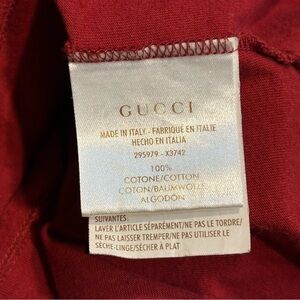 GUCCI
MADE IN ITALY - FABRIQUE EN ITALIE
HECHO EN ITALIA
295979 - X3742
100%
COTONE/COTTON
COTON/BAUMWOLLE
ALGODÓN
SUIVANTES.
LAVER L'ARTICLE SÉPARÉMENT/NE PAS LE TORDRE/
NE PAS LAISSER TREMPER/NE PAS UTILISER LE
SÈCHE-LINGE/SÉCHER À PLAT